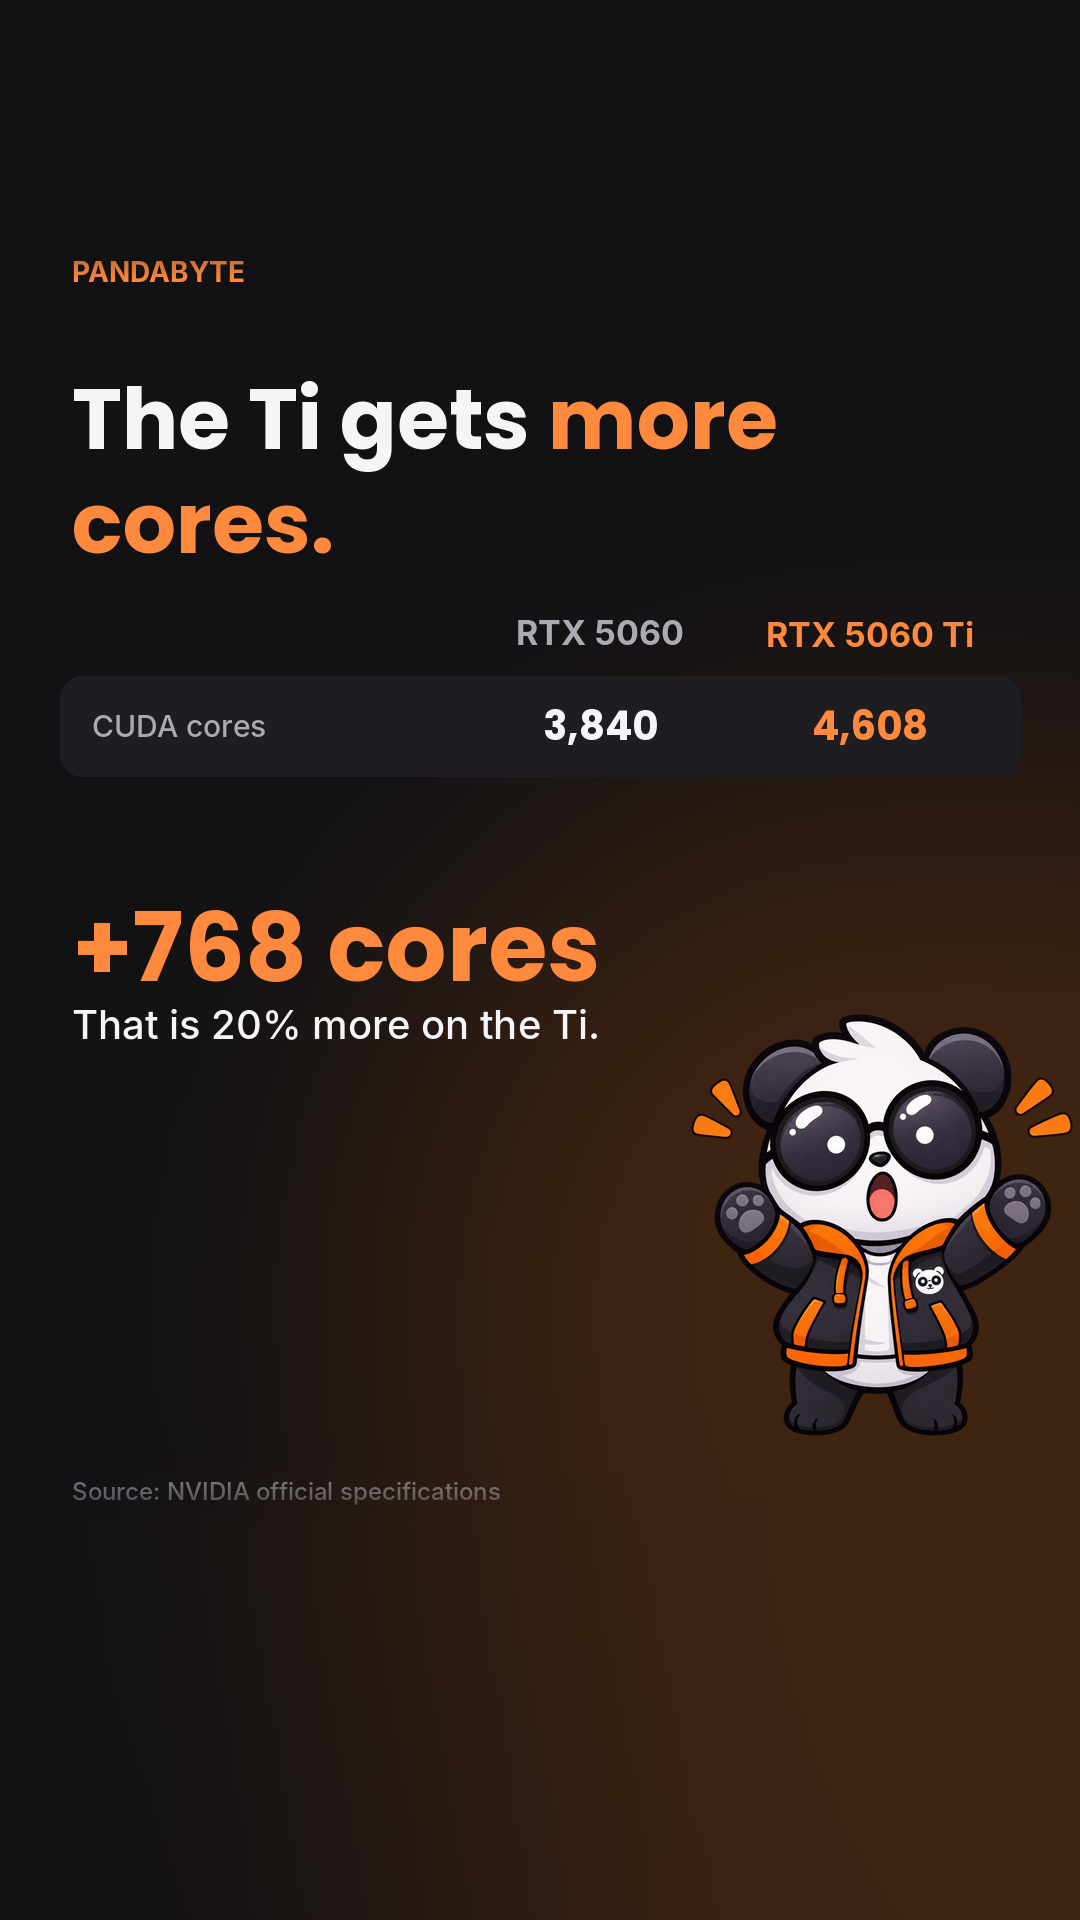 PANDABYTE
The Ti gets more
cores.
RTX 5060 RTX 5060 Ti
CUDA cores 3,840 4,608
+768 cores
That is 20% more on the Ti.
Source: NVIDIA official specifications